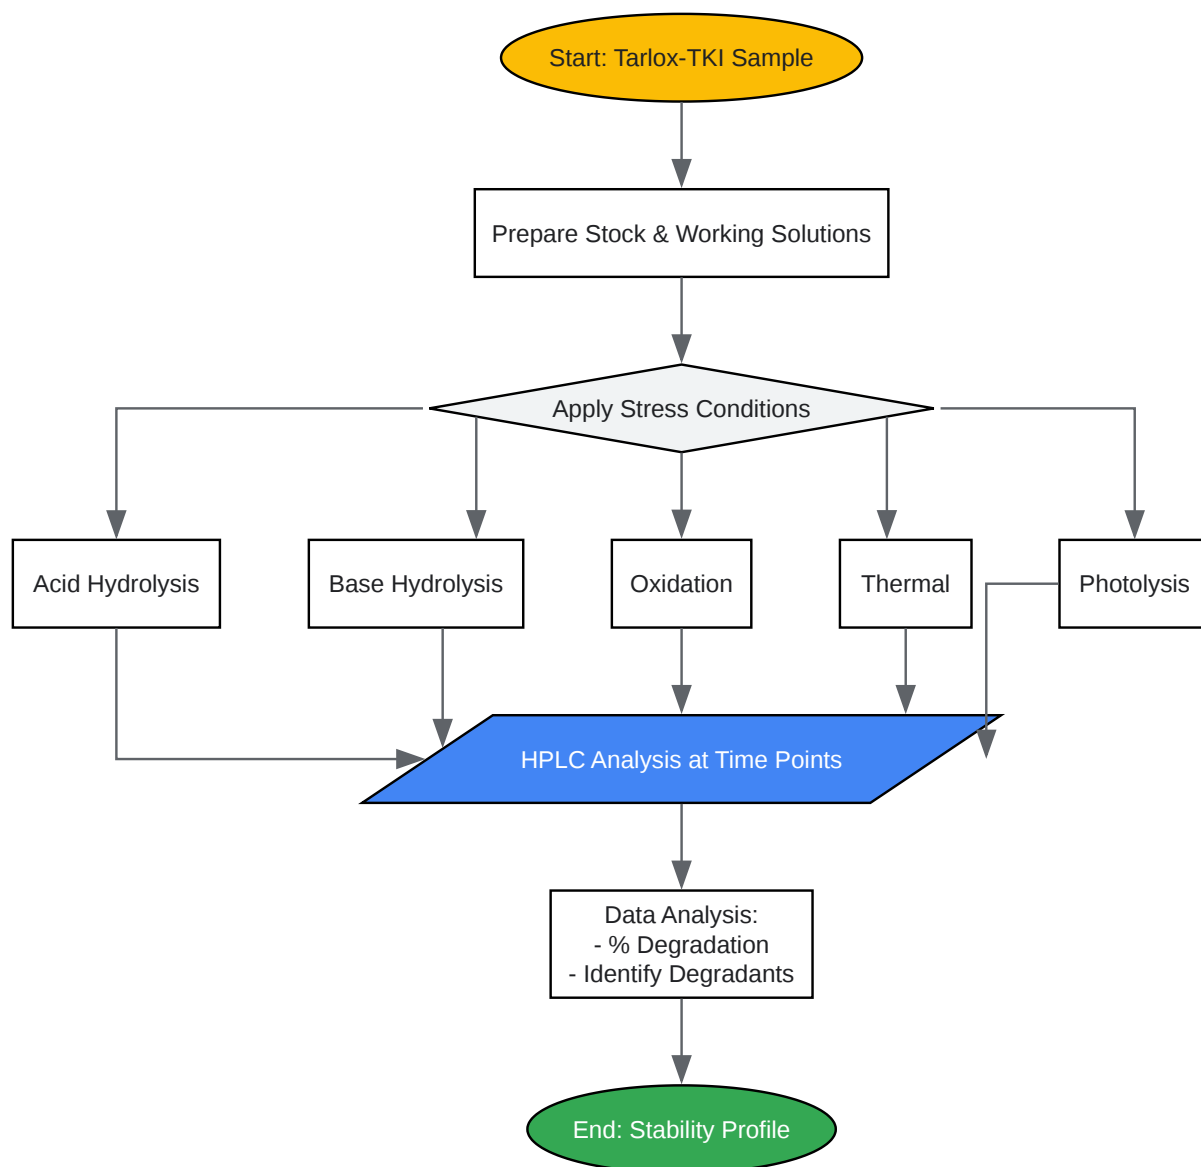 Start: Tarlox-TKI Sample
Prepare Stock & Working Solutions
Apply Stress Conditions
Acid Hydrolysis
Base Hydrolysis
Oxidation
Thermal
Photolysis
HPLC Analysis at Time Points
Data Analysis:
- % Degradation
- Identify Degradants
End: Stability Profile